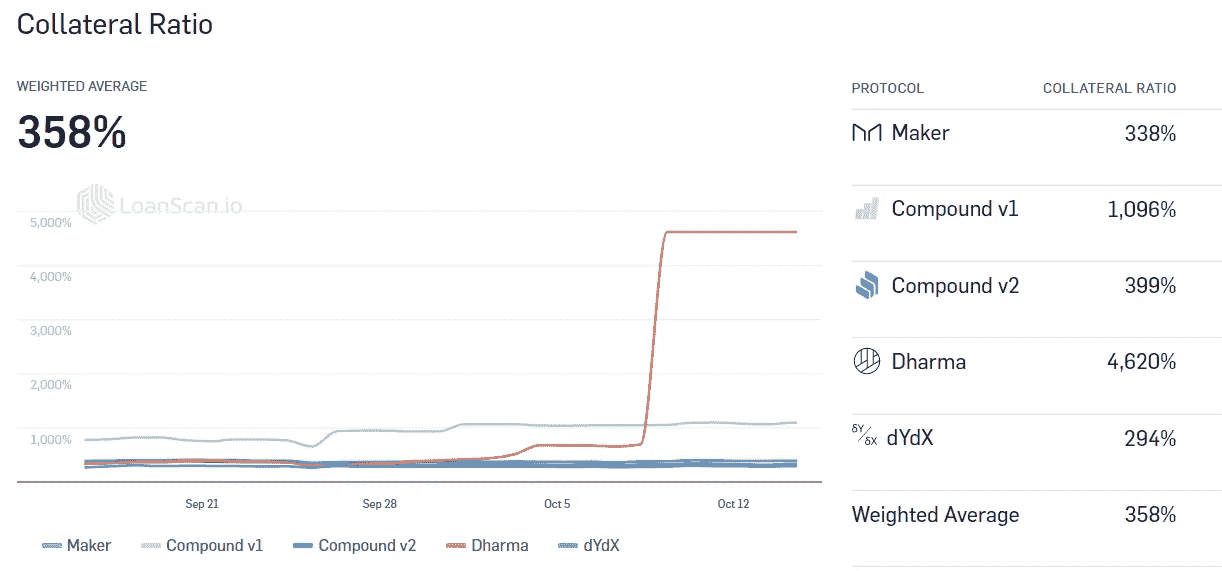 Collateral Ratio
WEIGHTED AVERAGE
358%
LoanScan.io
5,000%
4,000%
3,000%
2,000%
1,000%
Sep 21 Sep 28 Oct 5 Oct 12
Maker Compound v1 Compound v2 Dharma dYdX
PROTOCOL COLLATERAL RATIO
Maker 338%
Compound v1 1,096%
Compound v2 399%
Dharma 4,620%
δY/δX dYdX 294%
Weighted Average 358%